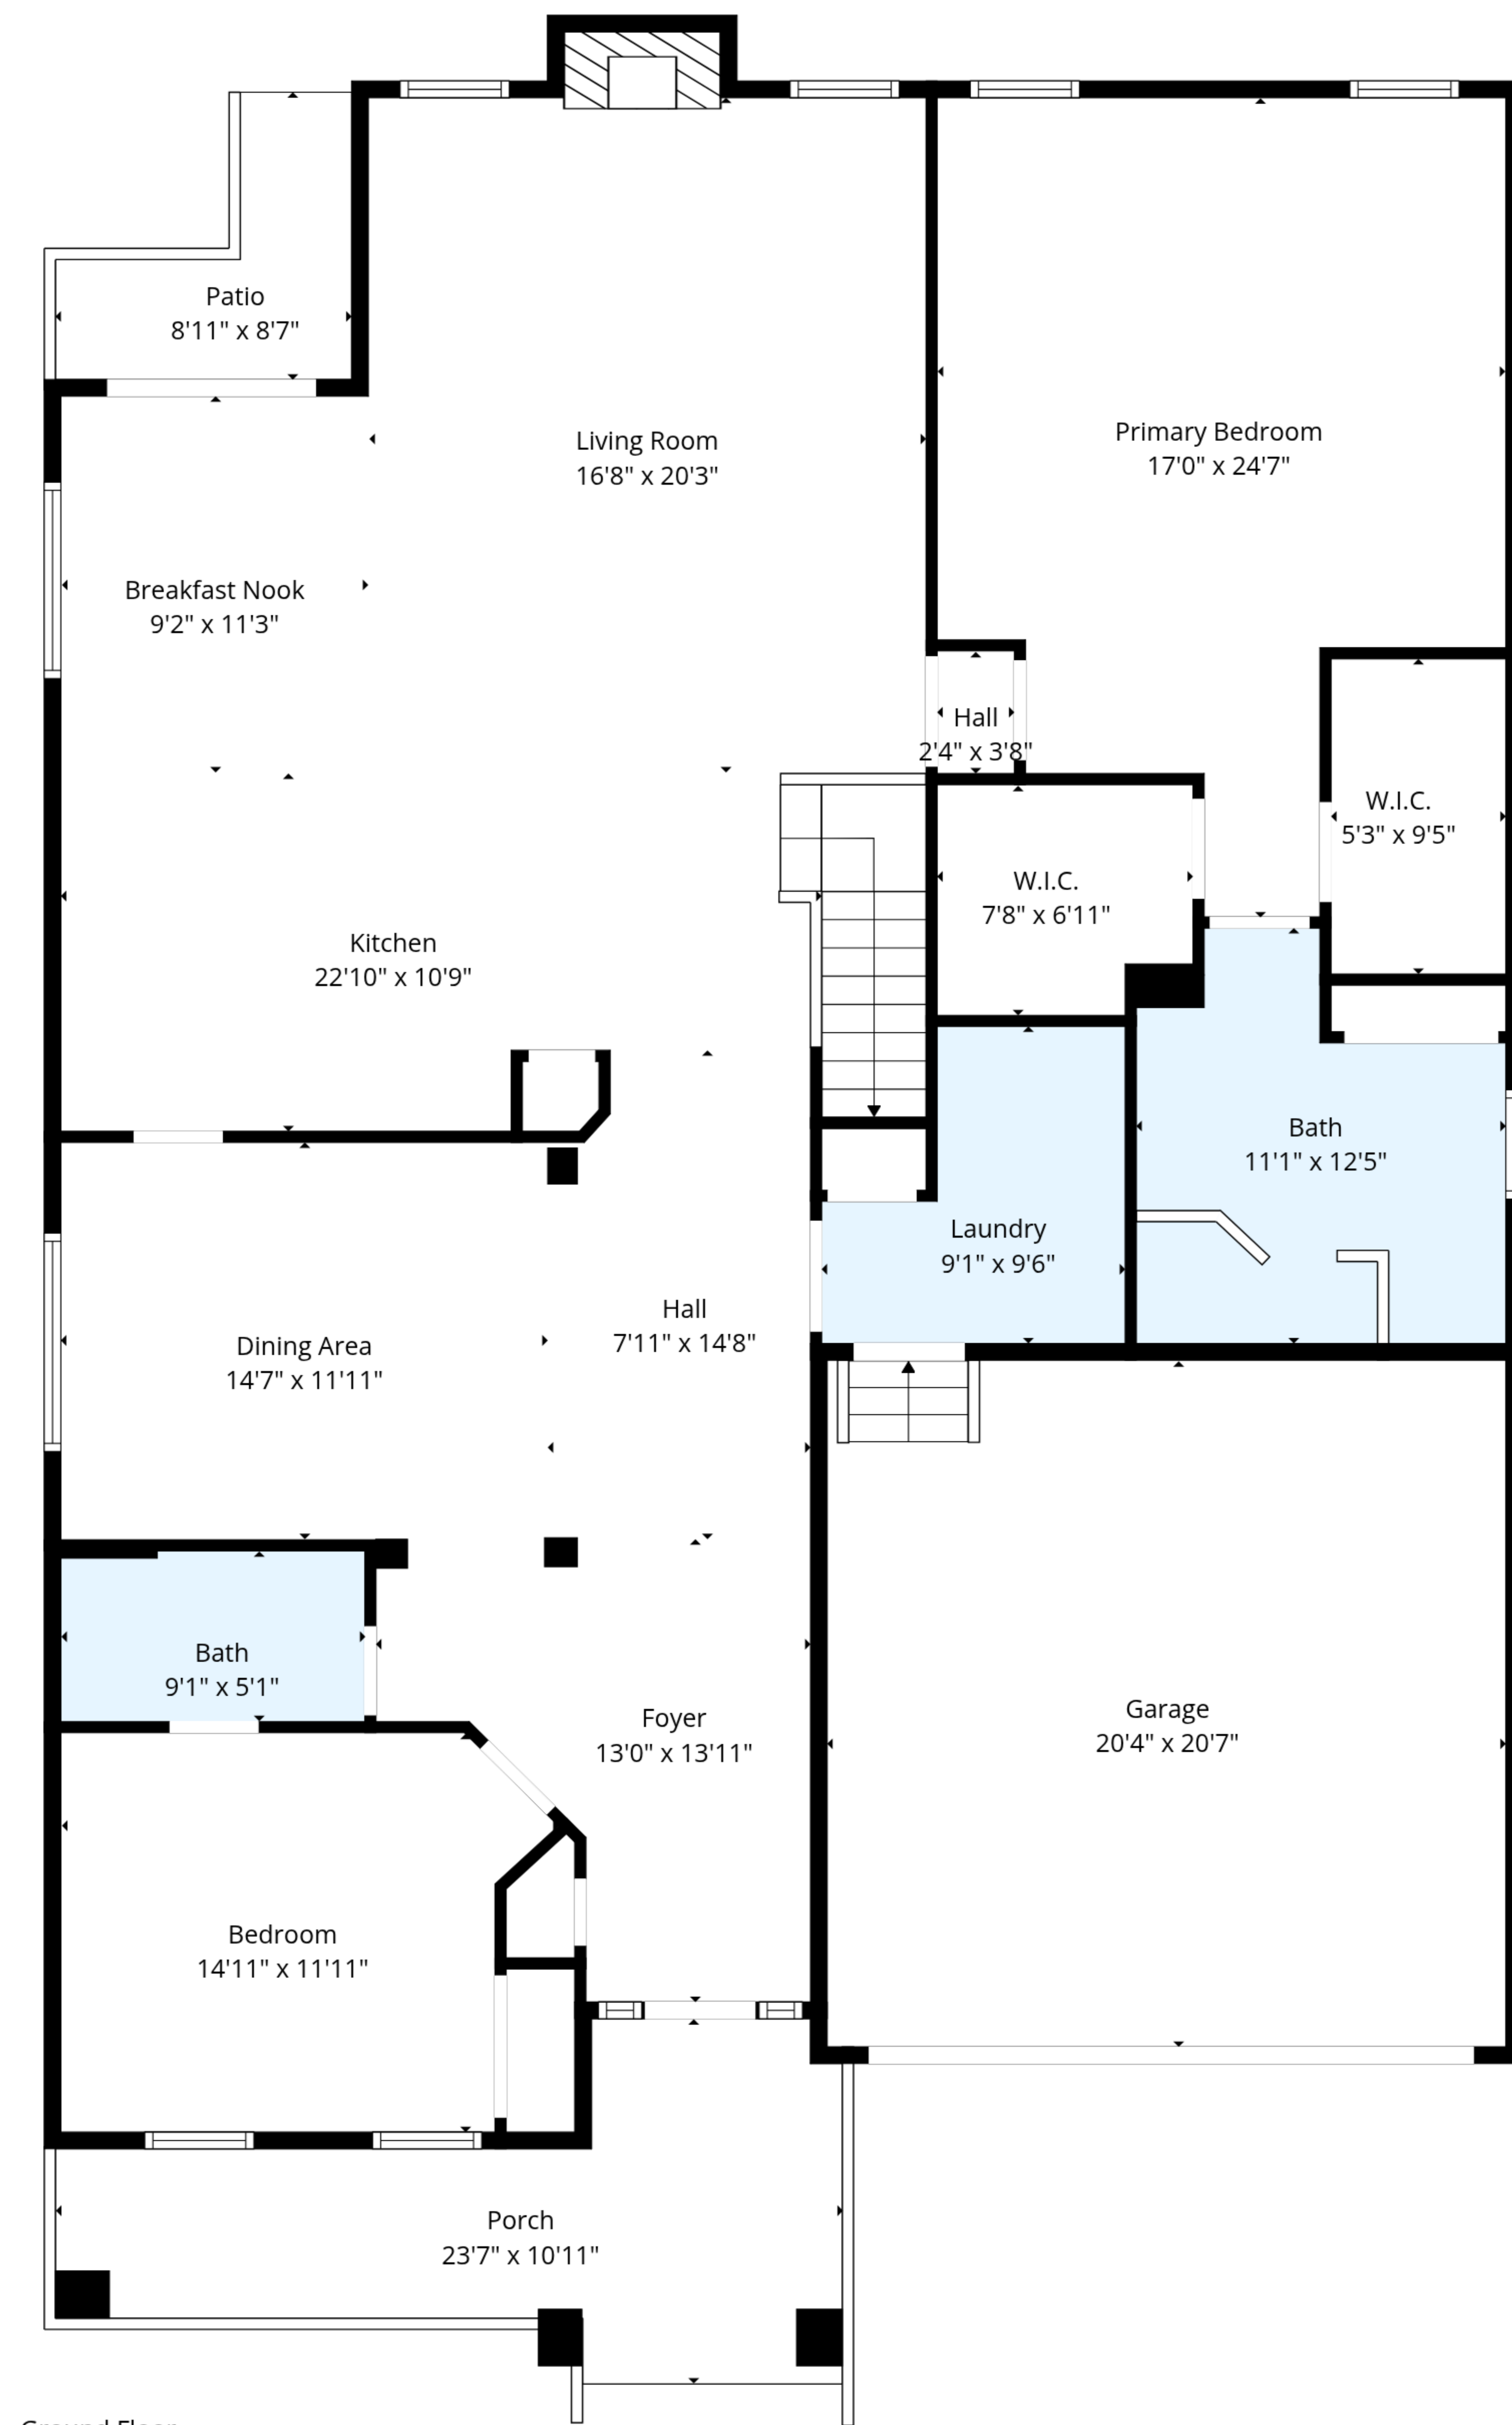 Patio
8'11" x 8'7"
Living Room
16'8" x 20'3"
Primary Bedroom
17'0" x 24'7"
Breakfast Nook
9'2" x 11'3"
Hall
2'4" x 3'8"
W.I.C.
5'3" x 9'5"
W.I.C.
7'8" x 6'11"
Kitchen
22'10" x 10'9"
Bath
11'1" x 12'5"
Laundry
9'1" x 9'6"
Hall
7'11" x 14'8"
Dining Area
14'7" x 11'11"
Bath
9'1" x 5'1"
Foyer
13'0" x 13'11"
Garage
20'4" x 20'7"
Bedroom
14'11" x 11'11"
Porch
23'7" x 10'11"
Ground Floor